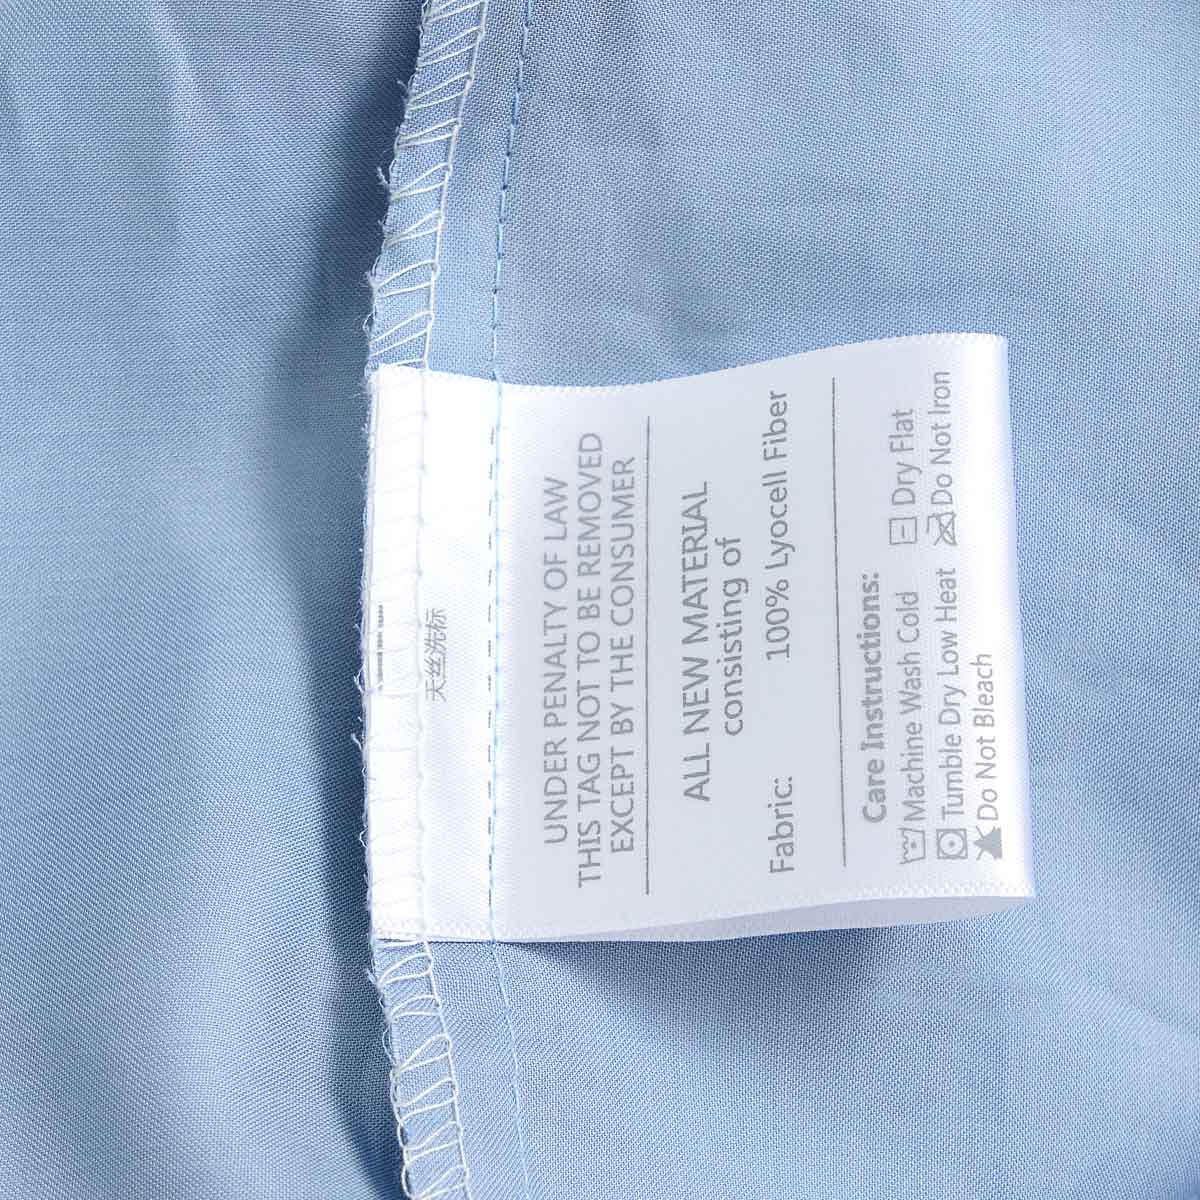 天丝洗标
UNDER PENALTY OF LAW
THIS TAG NOT TO BE REMOVED
EXCEPT BY THE CONSUMER
ALL NEW MATERIAL
consisting of
Fabric: 100% Lyocell Fiber
Care Instructions:
Machine Wash Cold Dry Flat
Tumble Dry Low Heat Do Not Iron
Do Not Bleach